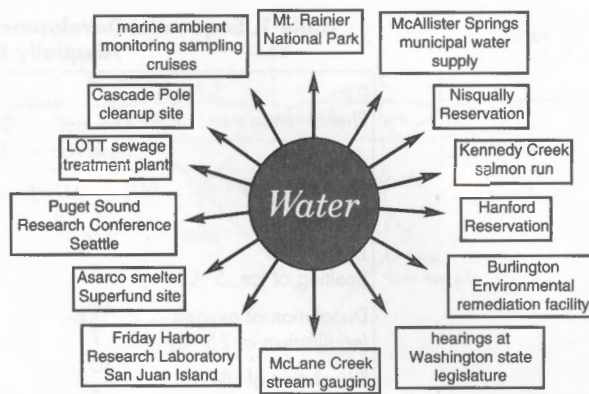 Mt. Rainier
National Park
marine ambient
monitoring sampling
cruises
McAllister Springs
municipal water
supply
Cascade Pole
cleanup site
Nisqually
Reservation
LOTT sewage
treatment plant
Kennedy Creek
salmon run
Water
Puget Sound
Research Conference
Seattle
Hanford
Reservation
Asarco smelter
Superfund site
Burlington
Environmental
remediation facility
Friday Harbor
Research Laboratory
San Juan Island
McLane Creek
stream gauging
hearings at
Washington state
legislature